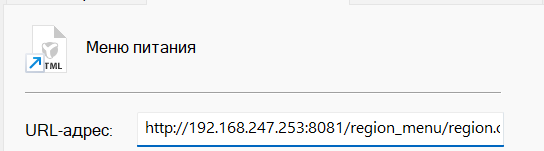 Меню питания
TML
URL-адрес: http://192.168.247.253:8081/region_menu/region.c